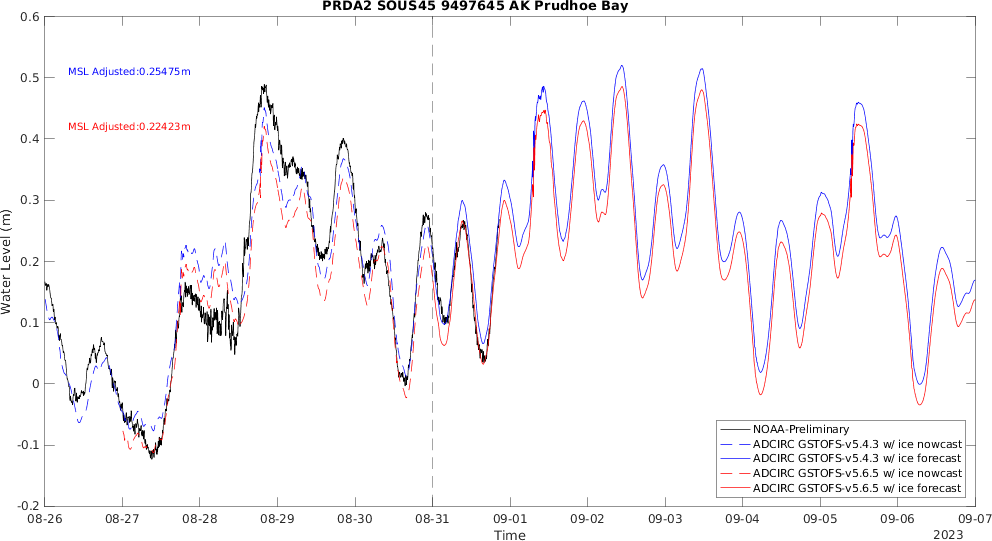 PRDA2 SOUS45 9497645 AK Prudhoe Bay
0.6
0.5
0.4
0.3
0.2
0.1
0
-0.1
-0.2
Water Level (m)
MSL Adjusted:0.25475m
MSL Adjusted:0.22423m
NOAA-Preliminary
ADCIRC GSTOFS-v5.4.3 w/ ice nowcast
ADCIRC GSTOFS-v5.4.3 w/ ice forecast
ADCIRC GSTOFS-v5.6.5 w/ ice nowcast
ADCIRC GSTOFS-v5.6.5 w/ ice forecast
08-26 08-27 08-28 08-29 08-30 08-31 09-01 09-02 09-03 09-04 09-05 09-06 09-07
Time
2023